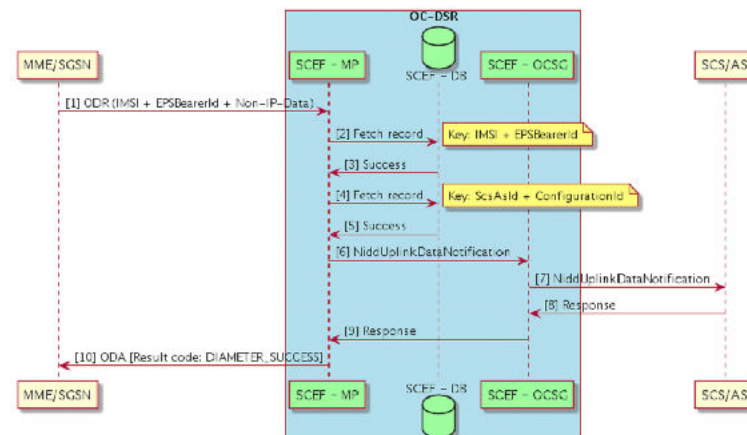 OC-DSR
MME/SGSN
SCEF - MP
SCEF - DB
SCEF - OCSG
SCS/AS
[1] ODR (IMSI + EPSBearerId + Non-IP-Data)
[2] Fetch record
Key: IMSI + EPSBearerId
[3] Success
[4] Fetch record
Key: ScsAsId + ConfigurationId
[5] Success
[6] NiddUplinkDataNotification
[7] NiddUplinkDataNotification
[8] Response
[9] Response
[10] ODA [Result code: DIAMETER_SUCCESS]
MME/SGSN
SCEF - MP
SCEF - DB
SCEF - OCSG
SCS/AS